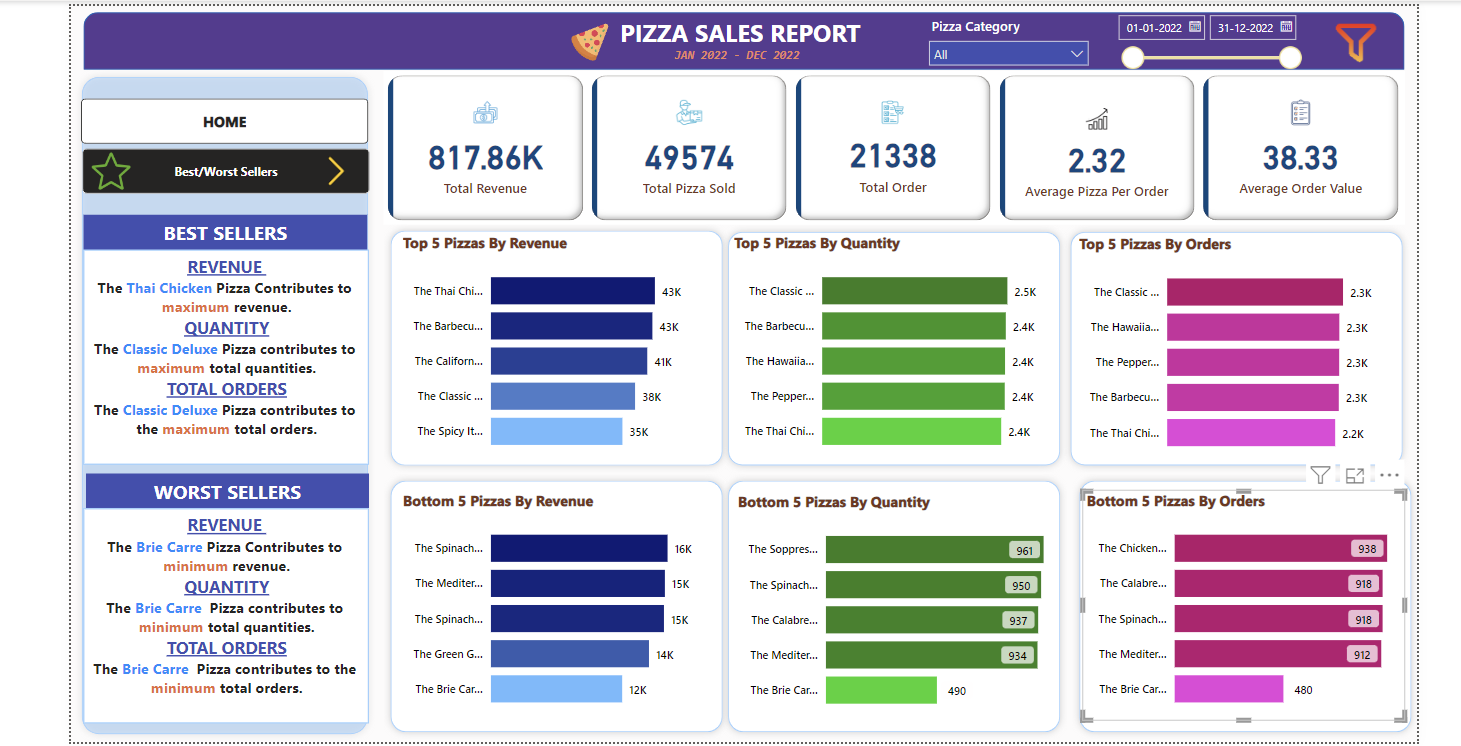 PIZZA SALES REPORT
JAN 2022 - DEC 2022
Pizza Category
All
01-01-2022
31-12-2022
HOME
Best/Worst Sellers
BEST SELLERS
REVENUE
The Thai Chicken Pizza Contributes to
maximum revenue.
QUANTITY
The Classic Deluxe Pizza contributes to
maximum total quantities.
TOTAL ORDERS
The Classic Deluxe Pizza contributes to
the maximum total orders.
WORST SELLERS
REVENUE
The Brie Carre Pizza Contributes to
minimum revenue.
QUANTITY
The Brie Carre Pizza contributes to
minimum total quantities.
TOTAL ORDERS
The Brie Carre Pizza contributes to the
minimum total orders.
817.86K
Total Revenue
49574
Total Pizza Sold
21338
Total Order
2.32
Average Pizza Per Order
38.33
Average Order Value
Top 5 Pizzas By Revenue
The Thai Chi... 43K
The Barbecu... 43K
The Californ... 41K
The Classic ... 38K
The Spicy It... 35K
Top 5 Pizzas By Quantity
The Classic ... 2.5K
The Barbecu... 2.4K
The Hawaiia... 2.4K
The Pepper... 2.4K
The Thai Chi... 2.4K
Top 5 Pizzas By Orders
The Classic ... 2.3K
The Hawaiia... 2.3K
The Pepper... 2.3K
The Barbecu... 2.3K
The Thai Chi... 2.2K
Bottom 5 Pizzas By Revenue
The Spinach... 16K
The Mediter... 15K
The Spinach... 15K
The Green G... 14K
The Brie Car... 12K
Bottom 5 Pizzas By Quantity
The Soppres... 961
The Spinach... 950
The Calabre... 937
The Mediter... 934
The Brie Car... 490
Bottom 5 Pizzas By Orders
The Chicken... 938
The Calabre... 918
The Spinach... 918
The Mediter... 912
The Brie Car... 480